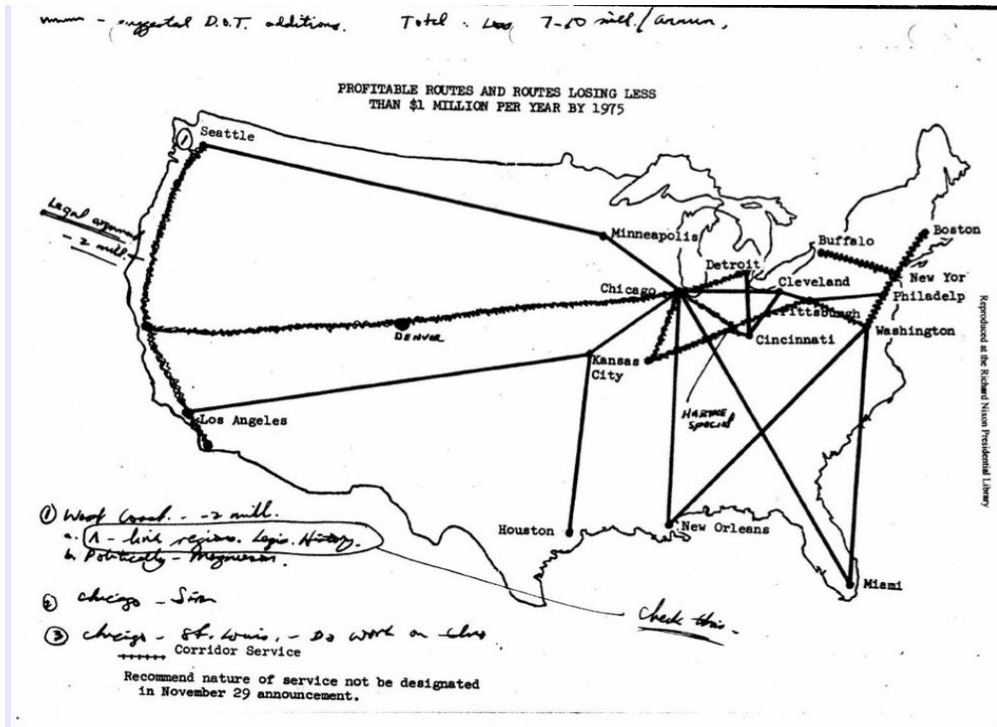 - suggested D.O.T. additions. Total : Less 7-10 mill./annum.
PROFITABLE ROUTES AND ROUTES LOSING LESS
THAN $1 MILLION PER YEAR BY 1975
① Seattle
Legal
- 2 mill.
Minneapolis
Buffalo
Boston
Detroit
Cleveland
New Yor
Chicago
Philadelp
Pittsburgh
Washington
DENVER
Cincinnati
Kansas
City
Los Angeles
HARTKE
SPECIAL
Reproduced at the Richard Nixon Presidential Library
① West Coast - -2 mill.
a. - link regions. Legis. History.
b. Politically - Magnuson.
Houston
New Orleans
Miami
② Chicago -
check this.
③ Chicago - St. Louis. - Do work on
Corridor Service
Recommend nature of service not be designated
in November 29 announcement.